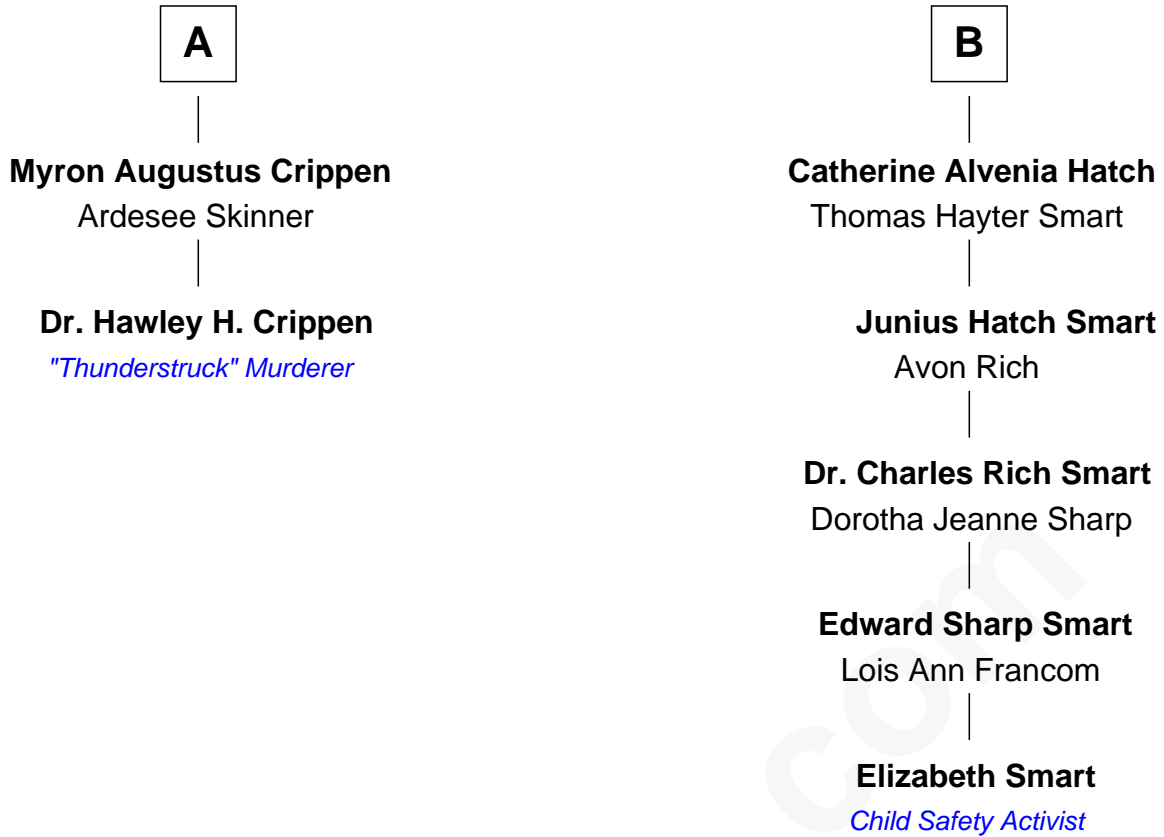 A
Myron Augustus Crippen
Ardesee Skinner
Dr. Hawley H. Crippen
"Thunderstruck" Murderer
B
Catherine Alvenia Hatch
Thomas Hayter Smart
Junius Hatch Smart
Avon Rich
Dr. Charles Rich Smart
Dorotha Jeanne Sharp
Edward Sharp Smart
Lois Ann Francom
Elizabeth Smart
Child Safety Activist
com